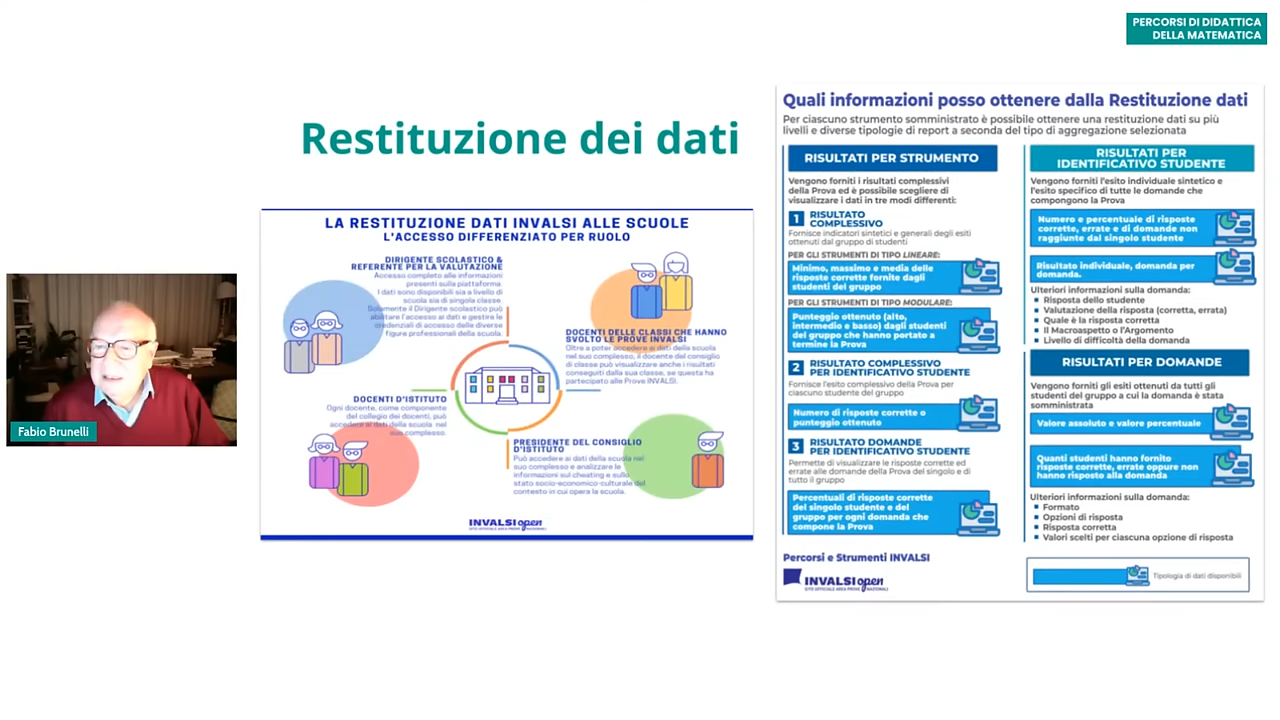 PERCORSI DI DIDATTICA
DELLA MATEMATICA
Restituzione dei dati
LA RESTITUZIONE DATI INVALSI ALLE SCUOLE
L'ACCESSO DIFFERENZIATO PER RUOLO
DIRIGENTE SCOLASTICO &
REFERENTE PER LA VALUTAZIONE
Accesso completo alle informazioni
presenti sulla piattaforma.
I dati sono disponibili sia a livello di
scuola sia di singola classe.
Solamente il Dirigente scolastico può
abilitare l'accesso ai dati e gestire le
credenziali di accesso delle diverse
figure professionali della scuola.
DOCENTI DELLE CLASSI CHE HANNO
SVOLTO LE PROVE INVALSI
Oltre a poter accedere ai dati della scuola
nel suo complesso, il docente del consiglio
di classe può visualizzare anche i risultati
conseguiti dalla sua classe, se questa ha
partecipato alle Prove INVALSI.
DOCENTI D'ISTITUTO
Ogni docente, come componente
del collegio dei docenti, può
accedere ai dati della scuola nel
suo complesso.
PRESIDENTE DEL CONSIGLIO
D'ISTITUTO
Può accedere ai dati della scuola nel
suo complesso e analizzare le
informazioni sul cheating e sullo
stato socio-economico-culturale del
contesto in cui opera la scuola.
INVALSIopen
SITO UFFICIALE AREA PROVE NAZIONALI
Fabio Brunelli
Quali informazioni posso ottenere dalla Restituzione dati
Per ciascuno strumento somministrato è possibile ottenere una restituzione dati su più
livelli e diverse tipologie di report a seconda del tipo di aggregazione selezionata
RISULTATI PER STRUMENTO
Vengono forniti i risultati complessivi
della Prova ed è possibile scegliere di
visualizzare i dati in tre modi differenti:
1 RISULTATO
COMPLESSIVO
Fornisce indicatori sintetici e generali degli esiti
ottenuti dal gruppo di studenti
PER GLI STRUMENTI DI TIPO LINEARE:
Minimo, massimo e media delle
risposte corrette fornite dagli
studenti del gruppo
PER GLI STRUMENTI DI TIPO MODULARE:
Punteggio ottenuto (alto,
intermedio e basso) dagli studenti
del gruppo che hanno portato a
termine la Prova
2 RISULTATO COMPLESSIVO
PER IDENTIFICATIVO STUDENTE
Fornisce l'esito complessivo della Prova per
ciascuno studente del gruppo
Numero di risposte corrette o
punteggio ottenuto
3 RISULTATO DOMANDE
PER IDENTIFICATIVO STUDENTE
Permette di visualizzare le risposte corrette ed
errate alle domande della Prova del singolo e di
tutto il gruppo
Percentuali di risposte corrette
del singolo studente e del
gruppo per ogni domanda che
compone la Prova
Percorsi e Strumenti INVALSI
INVALSIopen
SITO UFFICIALE AREA PROVE NAZIONALI
RISULTATI PER
IDENTIFICATIVO STUDENTE
Vengono forniti l'esito individuale sintetico e
l'esito specifico di tutte le domande che
compongono la Prova
Numero e percentuale di risposte
corrette, errate e di domande non
raggiunte dal singolo studente
Risultato individuale, domanda per
domanda.
Ulteriori informazioni sulla domanda:
Risposta dello studente
Valutazione della risposta (corretta, errata)
Quale è la risposta corretta
Il Macroaspetto o l'Argomento
Livello di difficoltà della domanda
RISULTATI PER DOMANDE
Vengono forniti gli esiti ottenuti da tutti gli
studenti del gruppo a cui la domanda è stata
somministrata
Valore assoluto e valore percentuale
Quanti studenti hanno fornito
risposte corrette, errate oppure non
hanno risposto alla domanda
Ulteriori informazioni sulla domanda:
Formato
Opzioni di risposta
Risposta corretta
Valori scelti per ciascuna opzione di risposta
Tipologia di dati disponibili